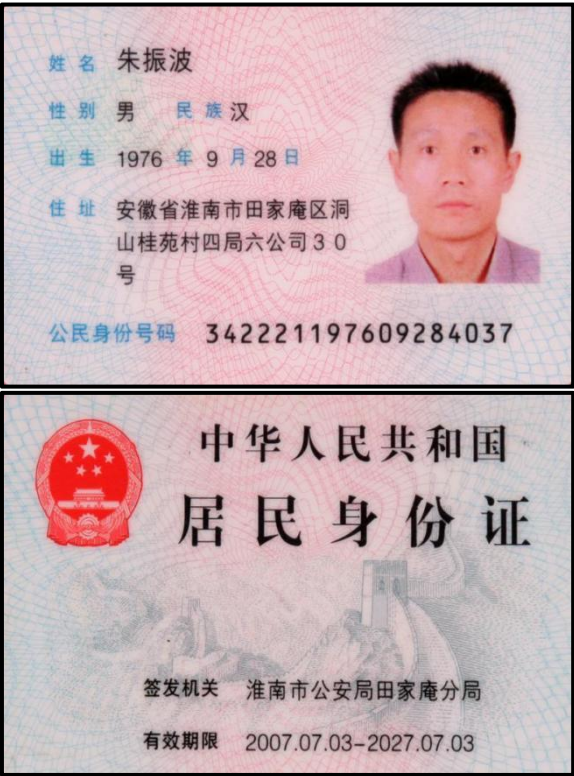 姓名 朱振波
性别 男 民族 汉
出生 1976 年 9 月 28 日
住址 安徽省淮南市田家庵区洞
山桂苑村四局六公司30
号
公民身份号码 342221197609284037
中华人民共和国
居民身份证
签发机关 淮南市公安局田家庵分局
有效期限 2007.07.03-2027.07.03